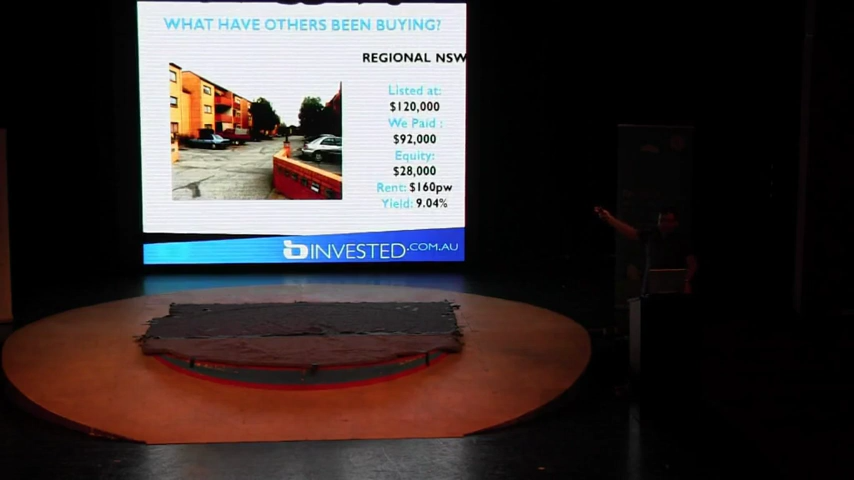 WHAT HAVE OTHERS BEEN BUYING?
REGIONAL NSW
Listed at:
$120,000
We Paid :
$92,000
Equity:
$28,000
Rent: $160pw
Yield: 9.04%
bINVESTED.COM.AU